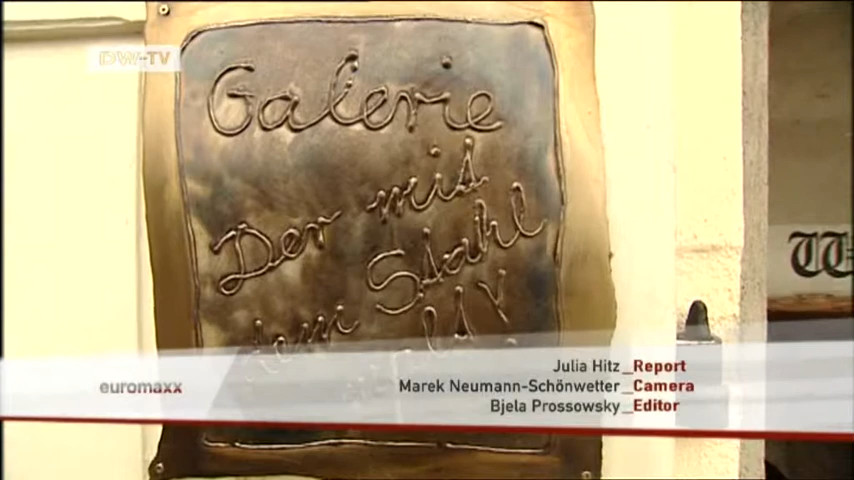 DW-TV
Galerie
Der mit
dem Stahl
W
euromaxx
Julia Hitz_Report
Marek Neumann-Schönwetter_Camera
Bjela Prossowsky_Editor